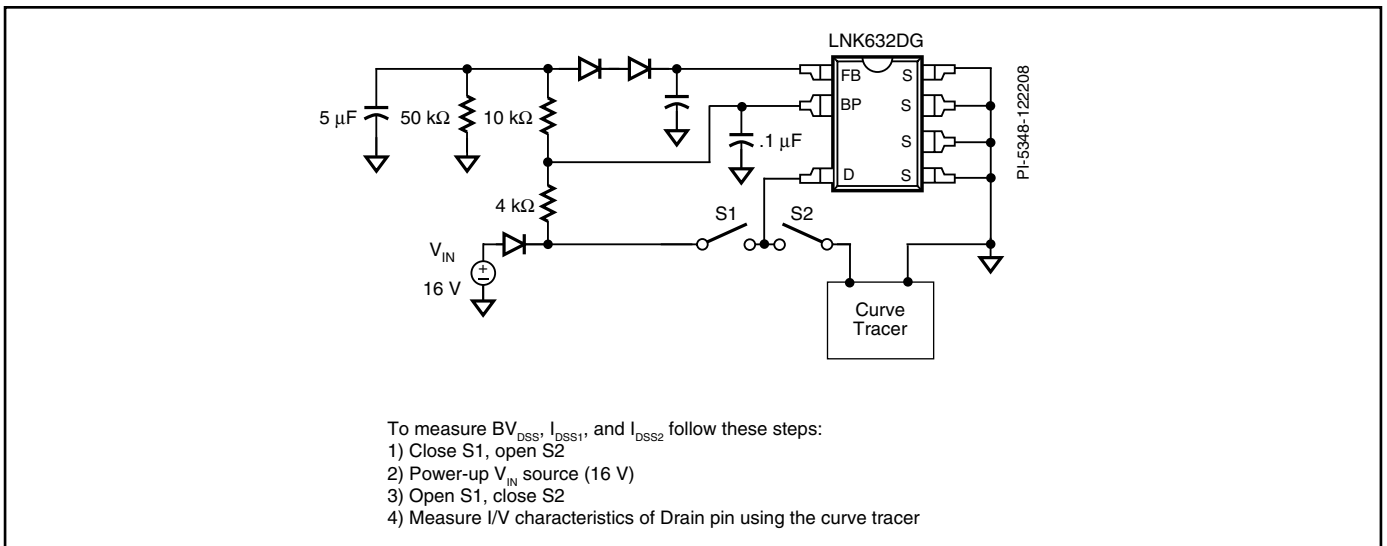 LNK632DG
FB
S
BP
S
S
D
S
PI-5348-122208
5 μF
50 kΩ
10 kΩ
.1 μF
4 kΩ
S1
S2
V_IN
+
16 V
Curve
Tracer
To measure BV_DSS, I_DSS1, and I_DSS2 follow these steps:
1) Close S1, open S2
2) Power-up V_IN source (16 V)
3) Open S1, close S2
4) Measure I/V characteristics of Drain pin using the curve tracer